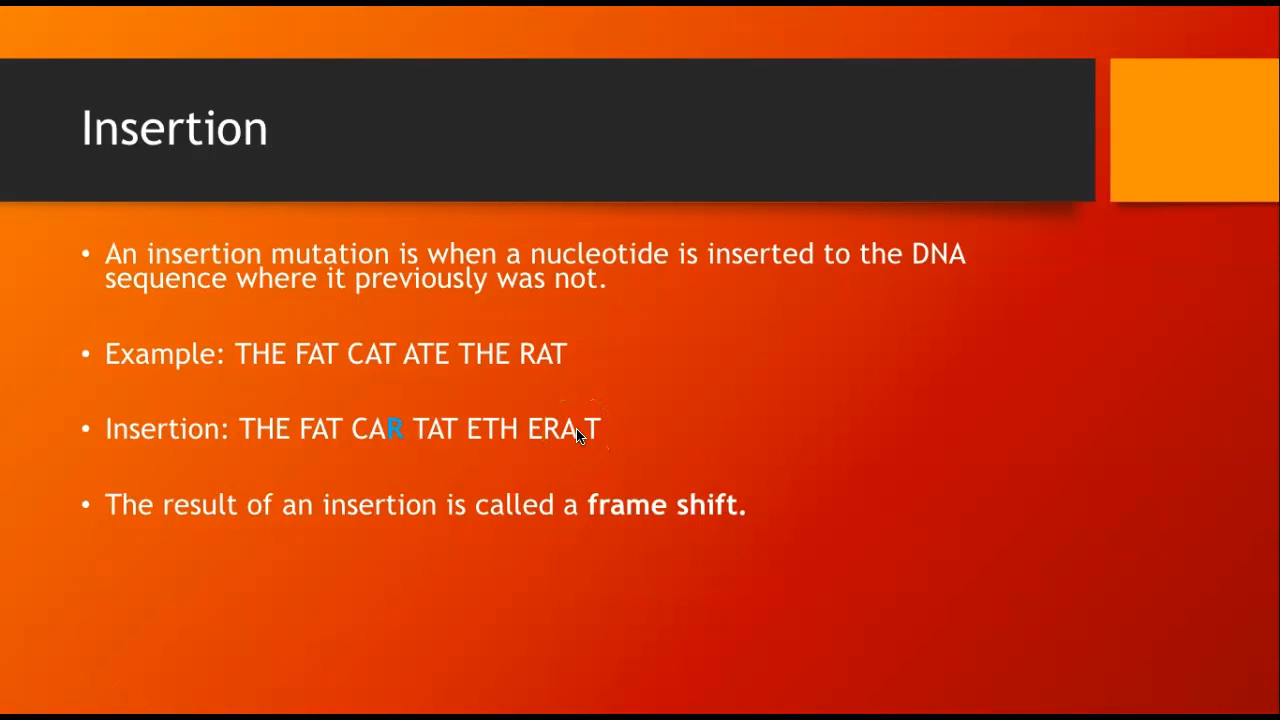 Insertion
• An insertion mutation is when a nucleotide is inserted to the DNA
sequence where it previously was not.
• Example: THE FAT CAT ATE THE RAT
• Insertion: THE FAT CAR TAT ETH ERA T
• The result of an insertion is called a frame shift.